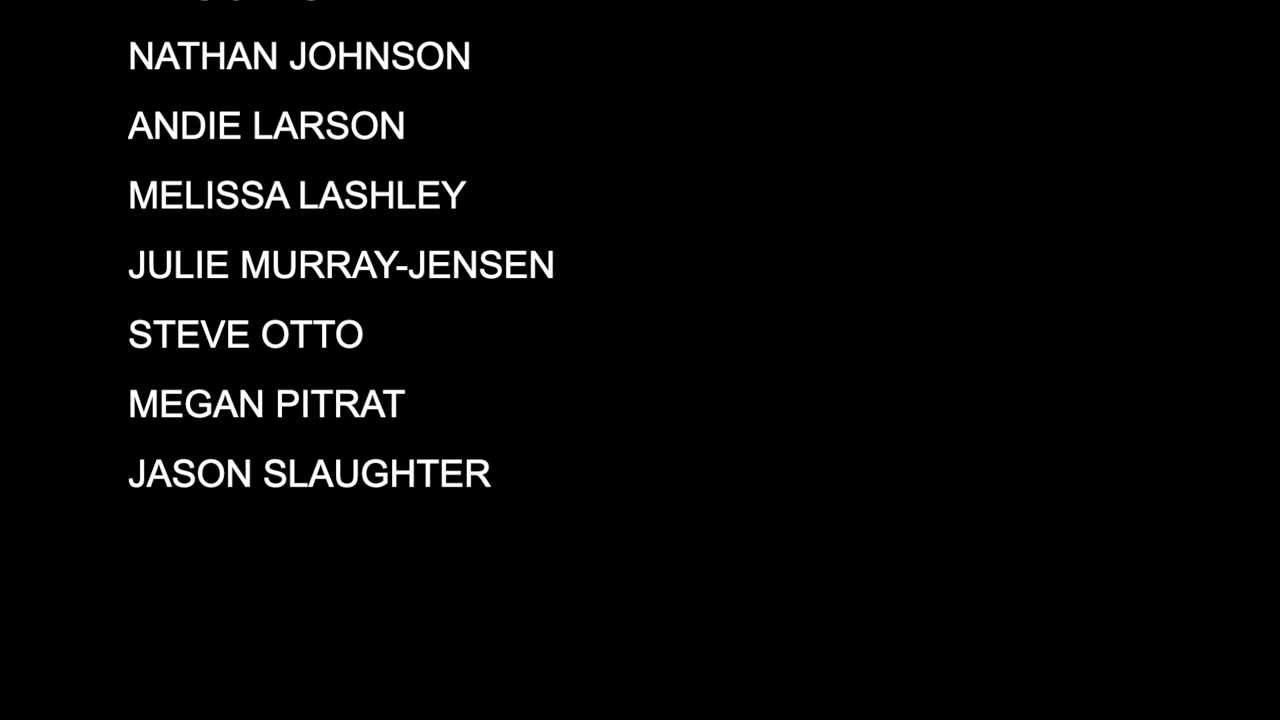 NATHAN JOHNSON
ANDIE LARSON
MELISSA LASHLEY
JULIE MURRAY-JENSEN
STEVE OTTO
MEGAN PITRAT
JASON SLAUGHTER